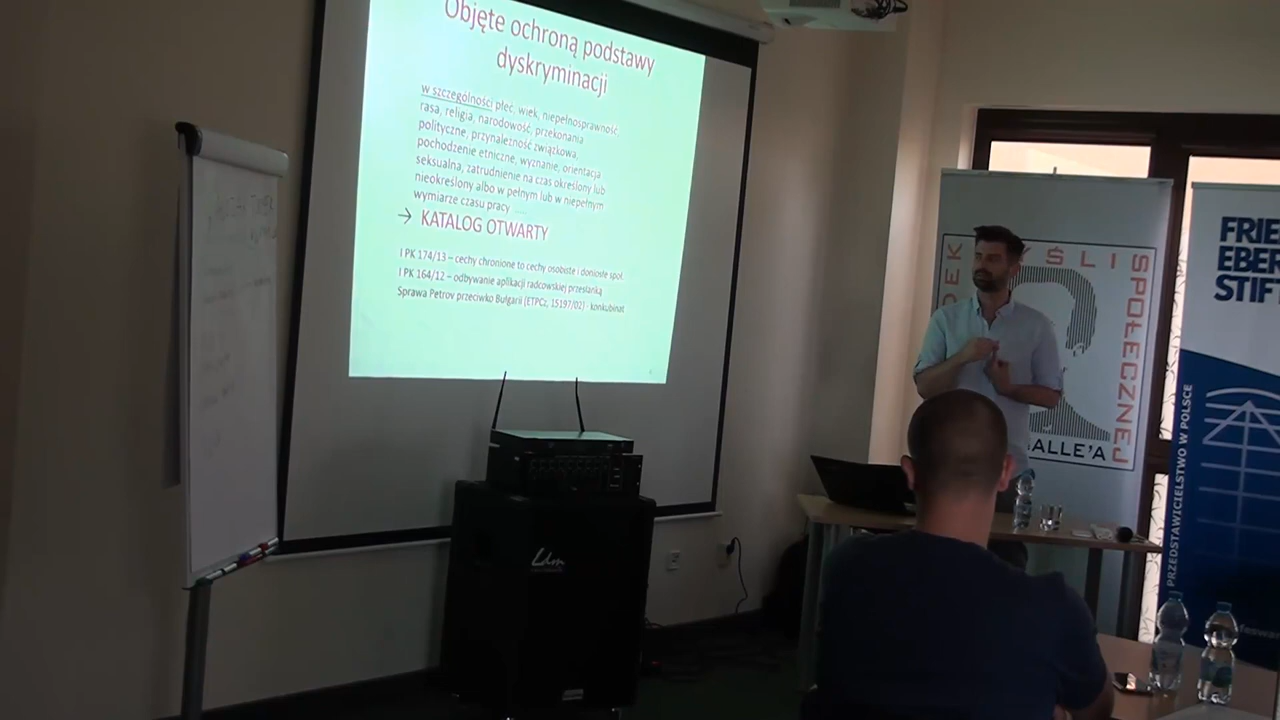 Objęte ochroną podstawy
dyskryminacji
w szczególności płeć, wiek, niepełnosprawność,
rasa, religia, narodowość, przekonania
polityczne, przynależność związkowa,
pochodzenie etniczne, wyznanie, orientacja
seksualna, zatrudnienie na czas określony lub
nieokreślony albo w pełnym lub w niepełnym
wymiarze czasu pracy ....
→ KATALOG OTWARTY
I PK 174/13 – cechy chronione to cechy osobiste i doniosłe społ.
I PK 164/12 – odbywanie aplikacji radcowskiej przesłanką
Sprawa Petrov przeciwko Bułgarii (ETPCz, 15197/02) - konkubinat
Ldm
SPOŁECZNEJ
ALLE'A
FRIE
EBER
STIF
PRZEDSTAWICIELSTWO W POLSCE